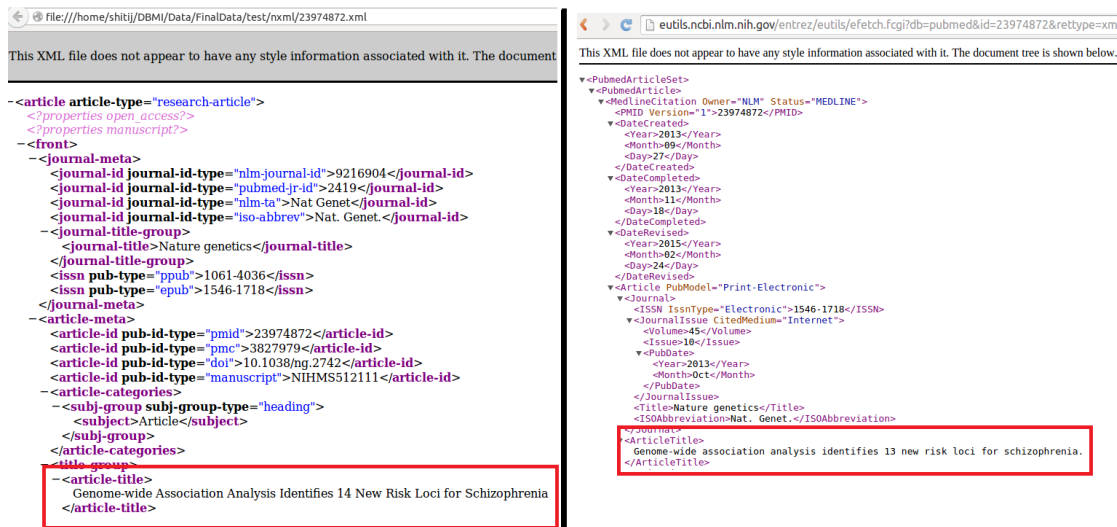 file:///home/shitij/DBMI/Data/FinalData/test/nxml/23974872.xml
This XML file does not appear to have any style information associated with it. The document
−<article article-type="research-article">
<?properties open_access?>
<?properties manuscript?>
−<front>
−<journal-meta>
<journal-id journal-id-type="nlm-journal-id">9216904</journal-id>
<journal-id journal-id-type="pubmed-jr-id">2419</journal-id>
<journal-id journal-id-type="nlm-ta">Nat Genet</journal-id>
<journal-id journal-id-type="iso-abbrev">Nat. Genet.</journal-id>
−<journal-title-group>
<journal-title>Nature genetics</journal-title>
</journal-title-group>
<issn pub-type="ppub">1061-4036</issn>
<issn pub-type="epub">1546-1718</issn>
</journal-meta>
−<article-meta>
<article-id pub-id-type="pmid">23974872</article-id>
<article-id pub-id-type="pmc">3827979</article-id>
<article-id pub-id-type="doi">10.1038/ng.2742</article-id>
<article-id pub-id-type="manuscript">NIHMS512111</article-id>
−<article-categories>
−<subj-group subj-group-type="heading">
<subject>Article</subject>
</subj-group>
</article-categories>
−<title-group>
−<article-title>
Genome-wide Association Analysis Identifies 14 New Risk Loci for Schizophrenia
</article-title>
eutils.ncbi.nlm.nih.gov/entrez/eutils/efetch.fcgi?db=pubmed&id=23974872&rettype=xm
This XML file does not appear to have any style information associated with it. The document tree is shown below.
▼<PubmedArticleSet>
▼<PubmedArticle>
▼<MedlineCitation Owner="NLM" Status="MEDLINE">
<PMID Version="1">23974872</PMID>
▼<DateCreated>
<Year>2013</Year>
<Month>09</Month>
<Day>27</Day>
</DateCreated>
▼<DateCompleted>
<Year>2013</Year>
<Month>11</Month>
<Day>18</Day>
</DateCompleted>
▼<DateRevised>
<Year>2015</Year>
<Month>02</Month>
<Day>24</Day>
</DateRevised>
▼<Article PubModel="Print-Electronic">
▼<Journal>
<ISSN IssnType="Electronic">1546-1718</ISSN>
▼<JournalIssue CitedMedium="Internet">
<Volume>45</Volume>
<Issue>10</Issue>
▼<PubDate>
<Year>2013</Year>
<Month>Oct</Month>
</PubDate>
</JournalIssue>
<Title>Nature genetics</Title>
<ISOAbbreviation>Nat. Genet.</ISOAbbreviation>
</Journal>
▼<ArticleTitle>
Genome-wide association analysis identifies 13 new risk loci for schizophrenia.
</ArticleTitle>